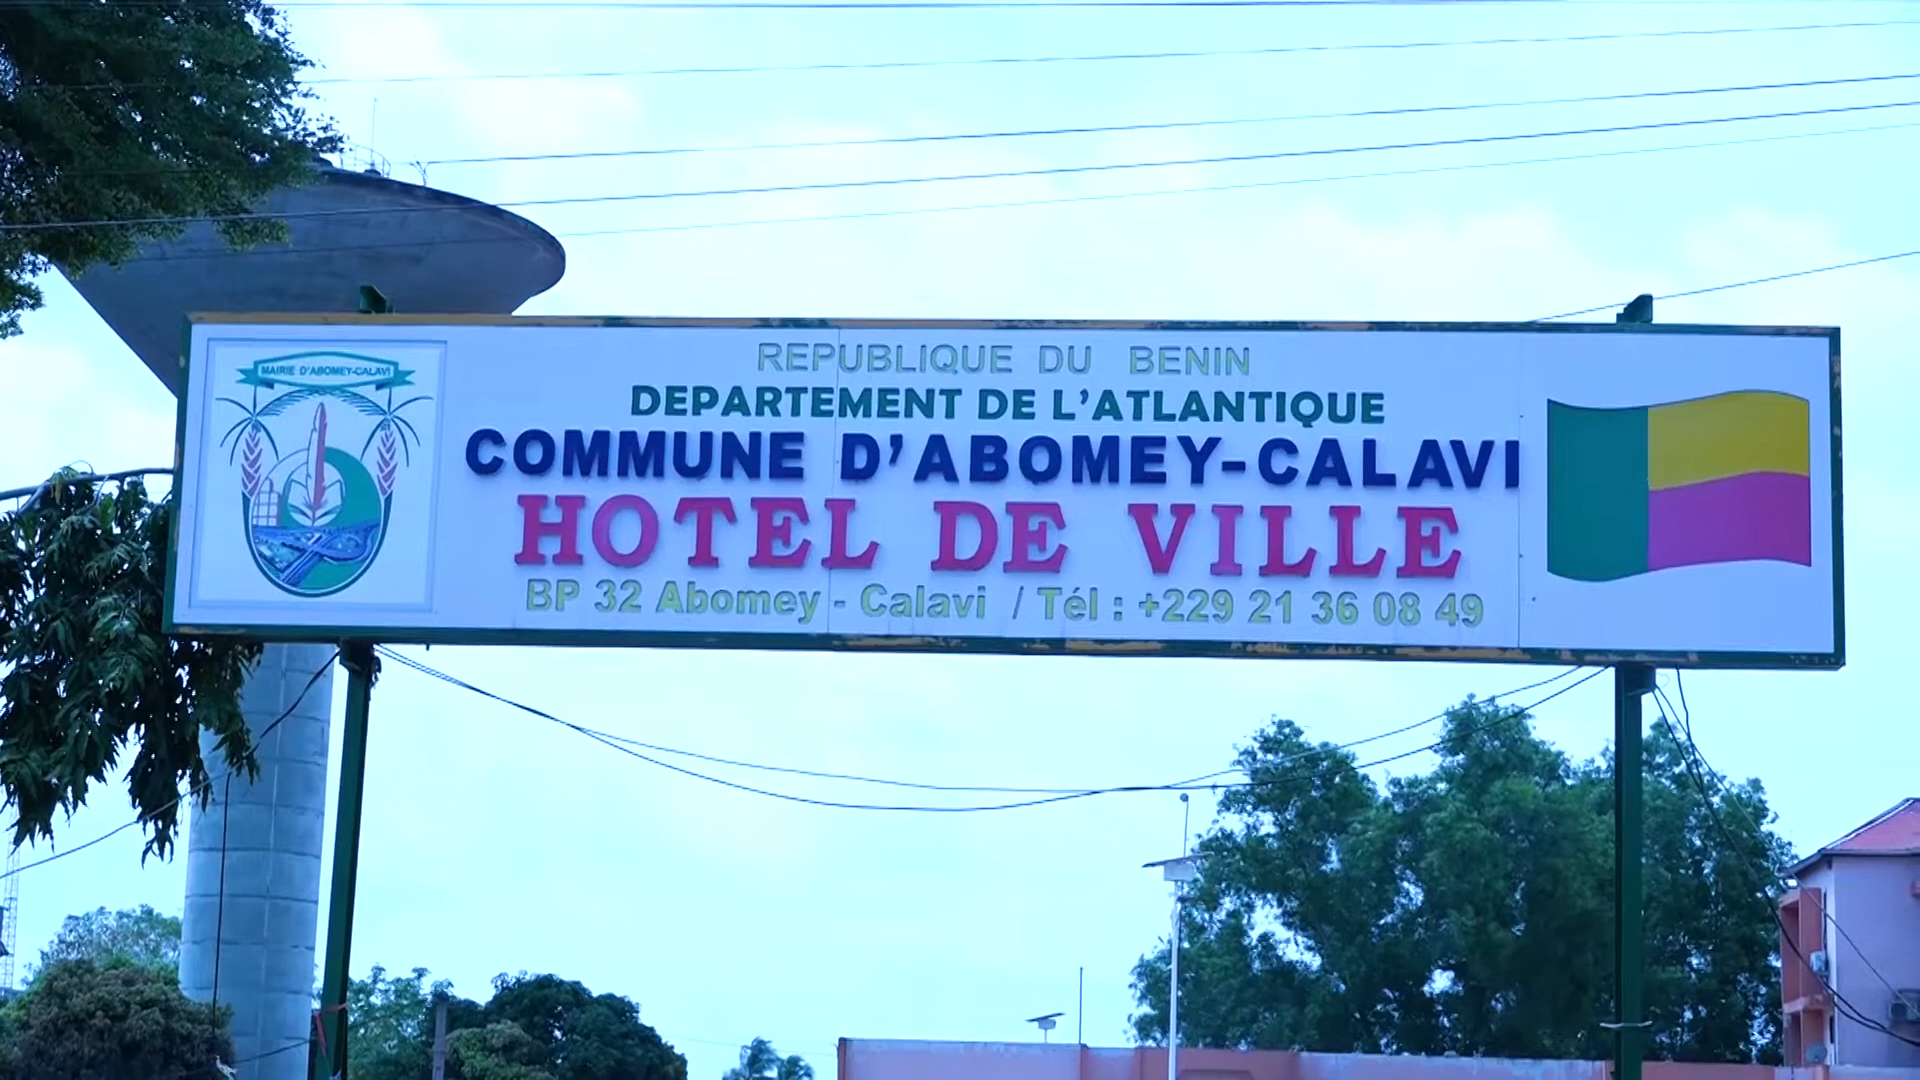 MAIRIE D'ABOMEY-CALAVI
REPUBLIQUE DU BENIN
DEPARTEMENT DE L'ATLANTIQUE
COMMUNE D'ABOMEY-CALAVI
HOTEL DE VILLE
BP 32 Abomey - Calavi / Tél : +229 21 36 08 49